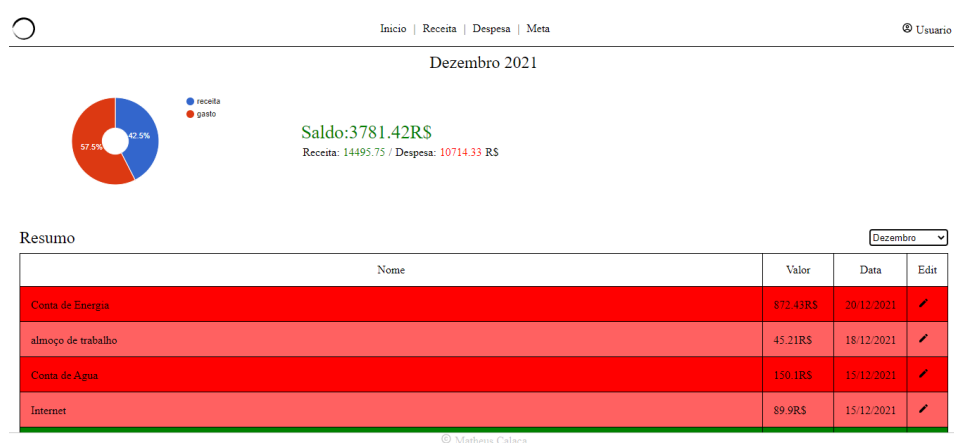 Inicio | Receita | Despesa | Meta
Usuario
Dezembro 2021
receita
gasto
42.5%
57.5%
Saldo:3781.42R$
Receita: 14495.75 / Despesa: 10714.33 R$
Resumo
Dezembro
Nome Valor Data Edit
Conta de Energia 872.43R$ 20/12/2021
almoço de trabalho 45.21R$ 18/12/2021
Conta de Agua 150.1R$ 15/12/2021
Internet 89.9R$ 15/12/2021
© Matheus Calaça